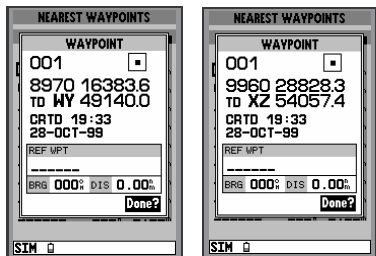 NEAREST WAYPOINTS
WAYPOINT
001
8970 16383.6
TD WY 49140.0
CRTD 19:33
28-OCT-99
REF WPT
------
BRG 000° DIS 0.00
Done?
SIM
NEAREST WAYPOINTS
WAYPOINT
001
9960 28828.3
TD XZ 54057.4
CRTD 19:33
28-OCT-99
REF WPT
------
BRG 000° DIS 0.00
Done?
SIM